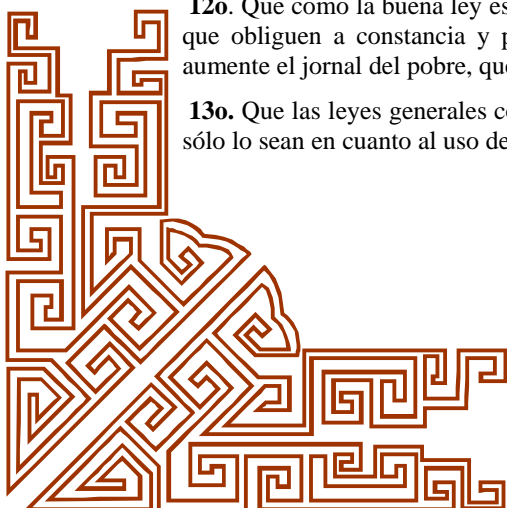 12o. Que como la buena ley es
que obliguen a constancia y p
aumente el jornal del pobre, que
13o. Que las leyes generales co
sólo lo sean en cuanto al uso de